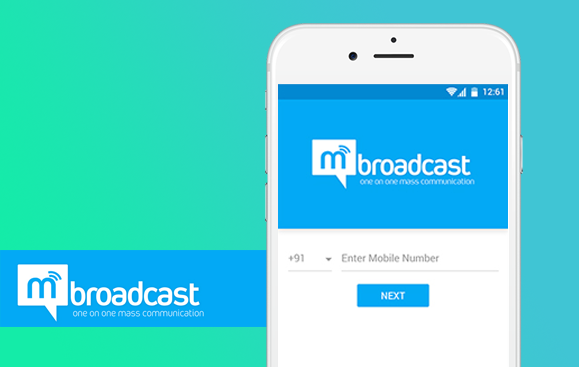 12:61
m broadcast
one on one mass communication
+91 Enter Mobile Number
NEXT
m broadcast
one on one mass communication